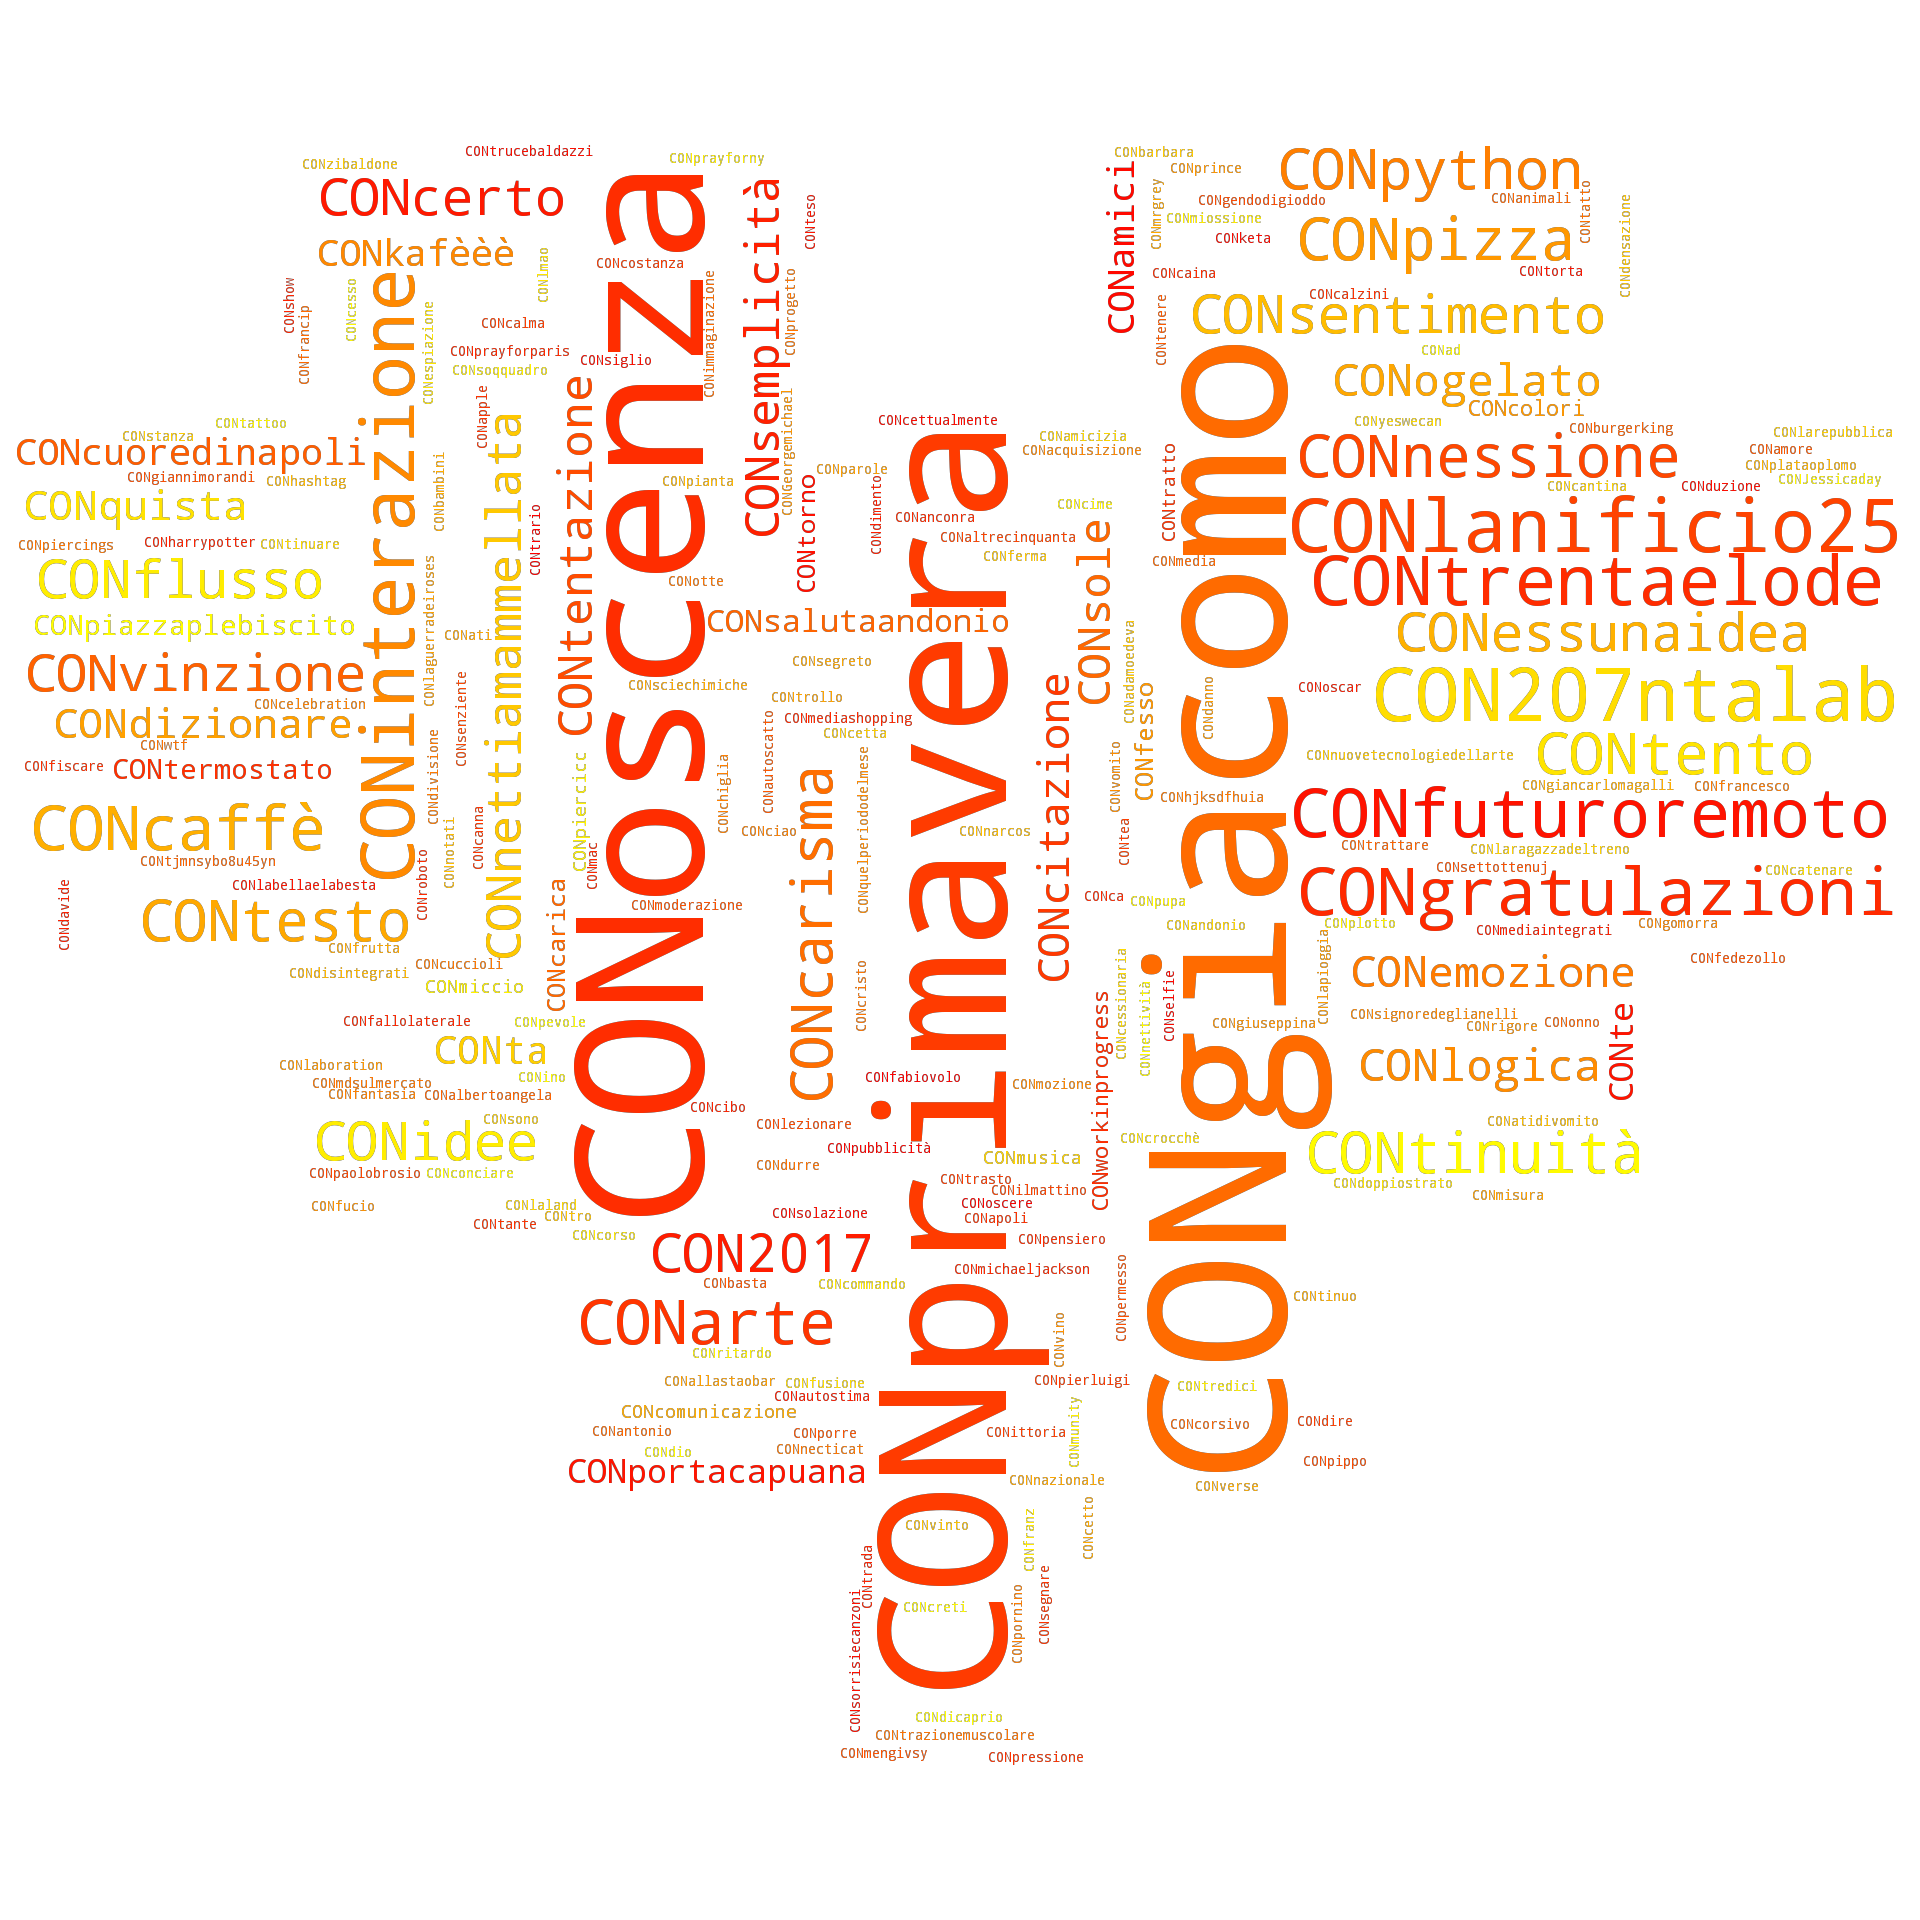 CONtrucebaldazzi
CONzibaldone
CONprayforny
CONcerto
CONkafèèè
CONlmao
CONcostanza
CONshow
CONfrancip
CONcesso
CONespiazione
CONcalma
CONprayforparis
CONsoqquadro
CONsiglio
CONimmaginazione
CONsemplicità
CONteso
CONprogetto
CONGeorgemichael
CONinterazione
CONapple
CONnettiamammellata
CONtentazione
CONoscenza
CONtattoo
CONstanza
CONcuoredinapoli
CONgiannimorandi
CONhashtag
CONbambini
CONquista
CONpiercings
CONharrypotter
CONtinuare
CONtrario
CONpianta
CONparole
CONtorno
CONdimento
CONcettualmente
CONanconra
CONaltrecinquanta
CONferma
CONflusso
CONpiazzaplebiscito
CONlaguerradeiroses
CONati
CONnotte
CONsalutaandonio
CONvinzione
CONcelebration
CONdizionare
CONwtf
CONfiscare
CONtermostato
CONdivisione
CONsenziente
CONsciechimiche
CONsegreto
CONtrollo
CONmediashopping
CONcetta
CONautoscatto
CONchiglia
CONciao
CONcaffè
CONtjmnsybo8u45yn
CONlabellaelabesta
CONdavide
CONtesto
CONroboto
CONnotati
CONcanna
CONpiercicc
CONmac
CONcarica
CONmoderazione
CONcarisma
CONquelperiododelmese
CONcristo
CONfrutta
CONdisintegrati
CONcuccioli
CONmiccio
CONfallolaterale
CONpevole
CONta
CONlaboration
CONmdsulmercato
CONfantasia
CONalbertoangela
CONino
CONsono
CONidee
CONpaolobrosio
CONconciare
CONfucio
CONlaland
CONtro
CONtante
CONcorso
CONcibo
CONlezionare
CONdurre
CONpubblicità
CONfabiovolo
CONprimavera
CONsolazione
CON2017
CONbasta
CONcommando
CONarte
CONritardo
CONallastaobar
CONfusione
CONautostima
CONcomunicazione
CONantonio
CONporre
CONdio
CONnecticat
CONportacapuana
CONbarbara
CONprince
CONpython
CONamici
CONmrgrey
CONgendodigioddo
CONanimali
CONtatto
CONmiossione
CONketa
CONpizza
CONdensazione
CONcaina
CONtorta
CONcalzini
CONtenere
CONsentimento
CONad
CONogelato
CONcolori
CONyeswecan
CONburgerking
CONlarepubblica
CONamicizia
CONacquisizione
CONtratto
CONnessione
CONamore
CONplataoplomo
CONJessicaday
CONcantina
CONduzione
CONcime
CONlanificio25
CONmedia
CONtrentaelode
CONsole
CONessunaidea
CONadamoedeva
CONdanno
CONoscar
CON207ntalab
CONcitazione
CONfesso
CONvomito
CONnuovetecnologiedellarte
CONtento
CONgiancarlomagalli
CONfrancesco
CONhjksdfhuia
CONfuturoremoto
CONnarcos
CONtea
CONtrattare
CONlaragazzadeltreno
CONsettottenuj
CONcatenare
CONca
CONpupa
CONgratulazioni
CONandonio
CONpiotto
CONgomorra
CONmediaintegrati
CONlapioggia
CONfedezollo
CONemozione
CONcessionaria
CONnettività
CONselfie
CONgiacomo
CONworkinprogress
CONgiuseppina
CONsignoredeglianelli
CONrigore
CONonno
CONte
CONlogica
CONmozione
CONatidivomito
CONcrocchè
CONtinuità
CONdoppiostrato
CONmisura
CONmusica
CONtrasto
CONilmattino
CONoscere
CONapoli
CONpensiero
CONmichaeljackson
CONpermesso
CONtinuo
CONvino
CONpierluigi
CONtredici
CONcorsivo
CONdire
CONmunity
CONittoria
CONpippo
CONnazionale
CONverse
CONcetto
CONvinto
CONfranz
CONtrada
CONsegnare
CONpornino
CONcreti
CONsorrisiecanzoni
CONdicaprio
CONtrazionemuscolare
CONmengivsy
CONpressione